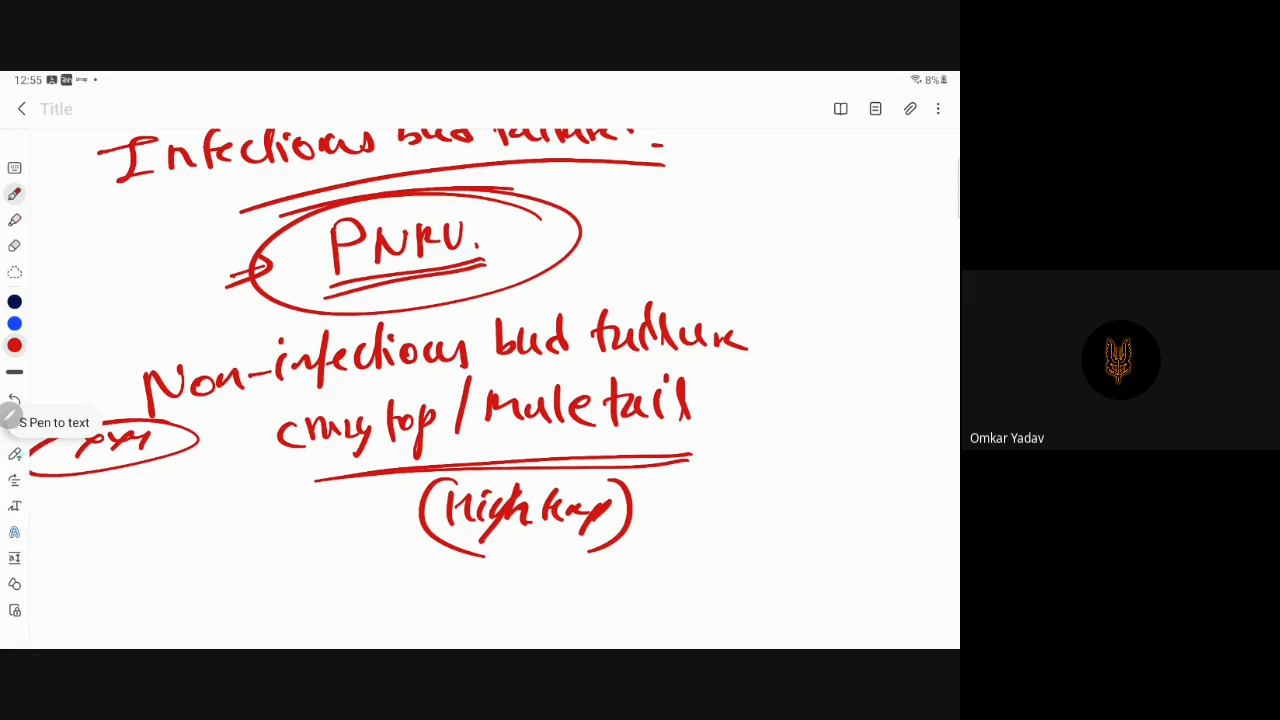 12:55
8%
Title
Infectious bud failure.
PNRV.
Non-infectious bud failure
crazy top / Mule tail
S Pen to text
(High temp)
Omkar Yadav